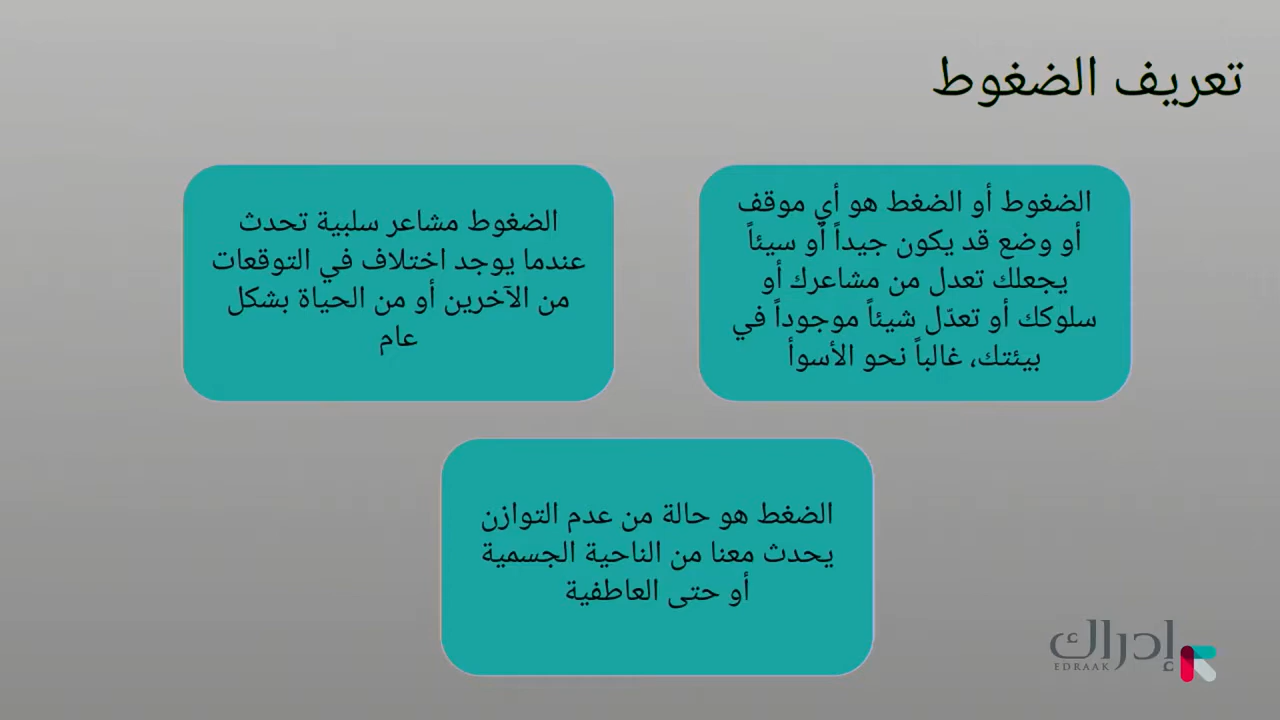 تعريف الضغوط
الضغوط أو الضغط هو أي موقف
أو وضع قد يكون جيداً أو سيئاً
يجعلك تعدل من مشاعرك أو
سلوكك أو تعدّل شيئاً موجوداً في
بيئتك، غالباً نحو الأسوأ
الضغوط مشاعر سلبية تحدث
عندما يوجد اختلاف في التوقعات
من الآخرين أو من الحياة بشكل
عام
الضغط هو حالة من عدم التوازن
يحدث معنا من الناحية الجسمية
أو حتى العاطفية
إدراك
EDRAAK